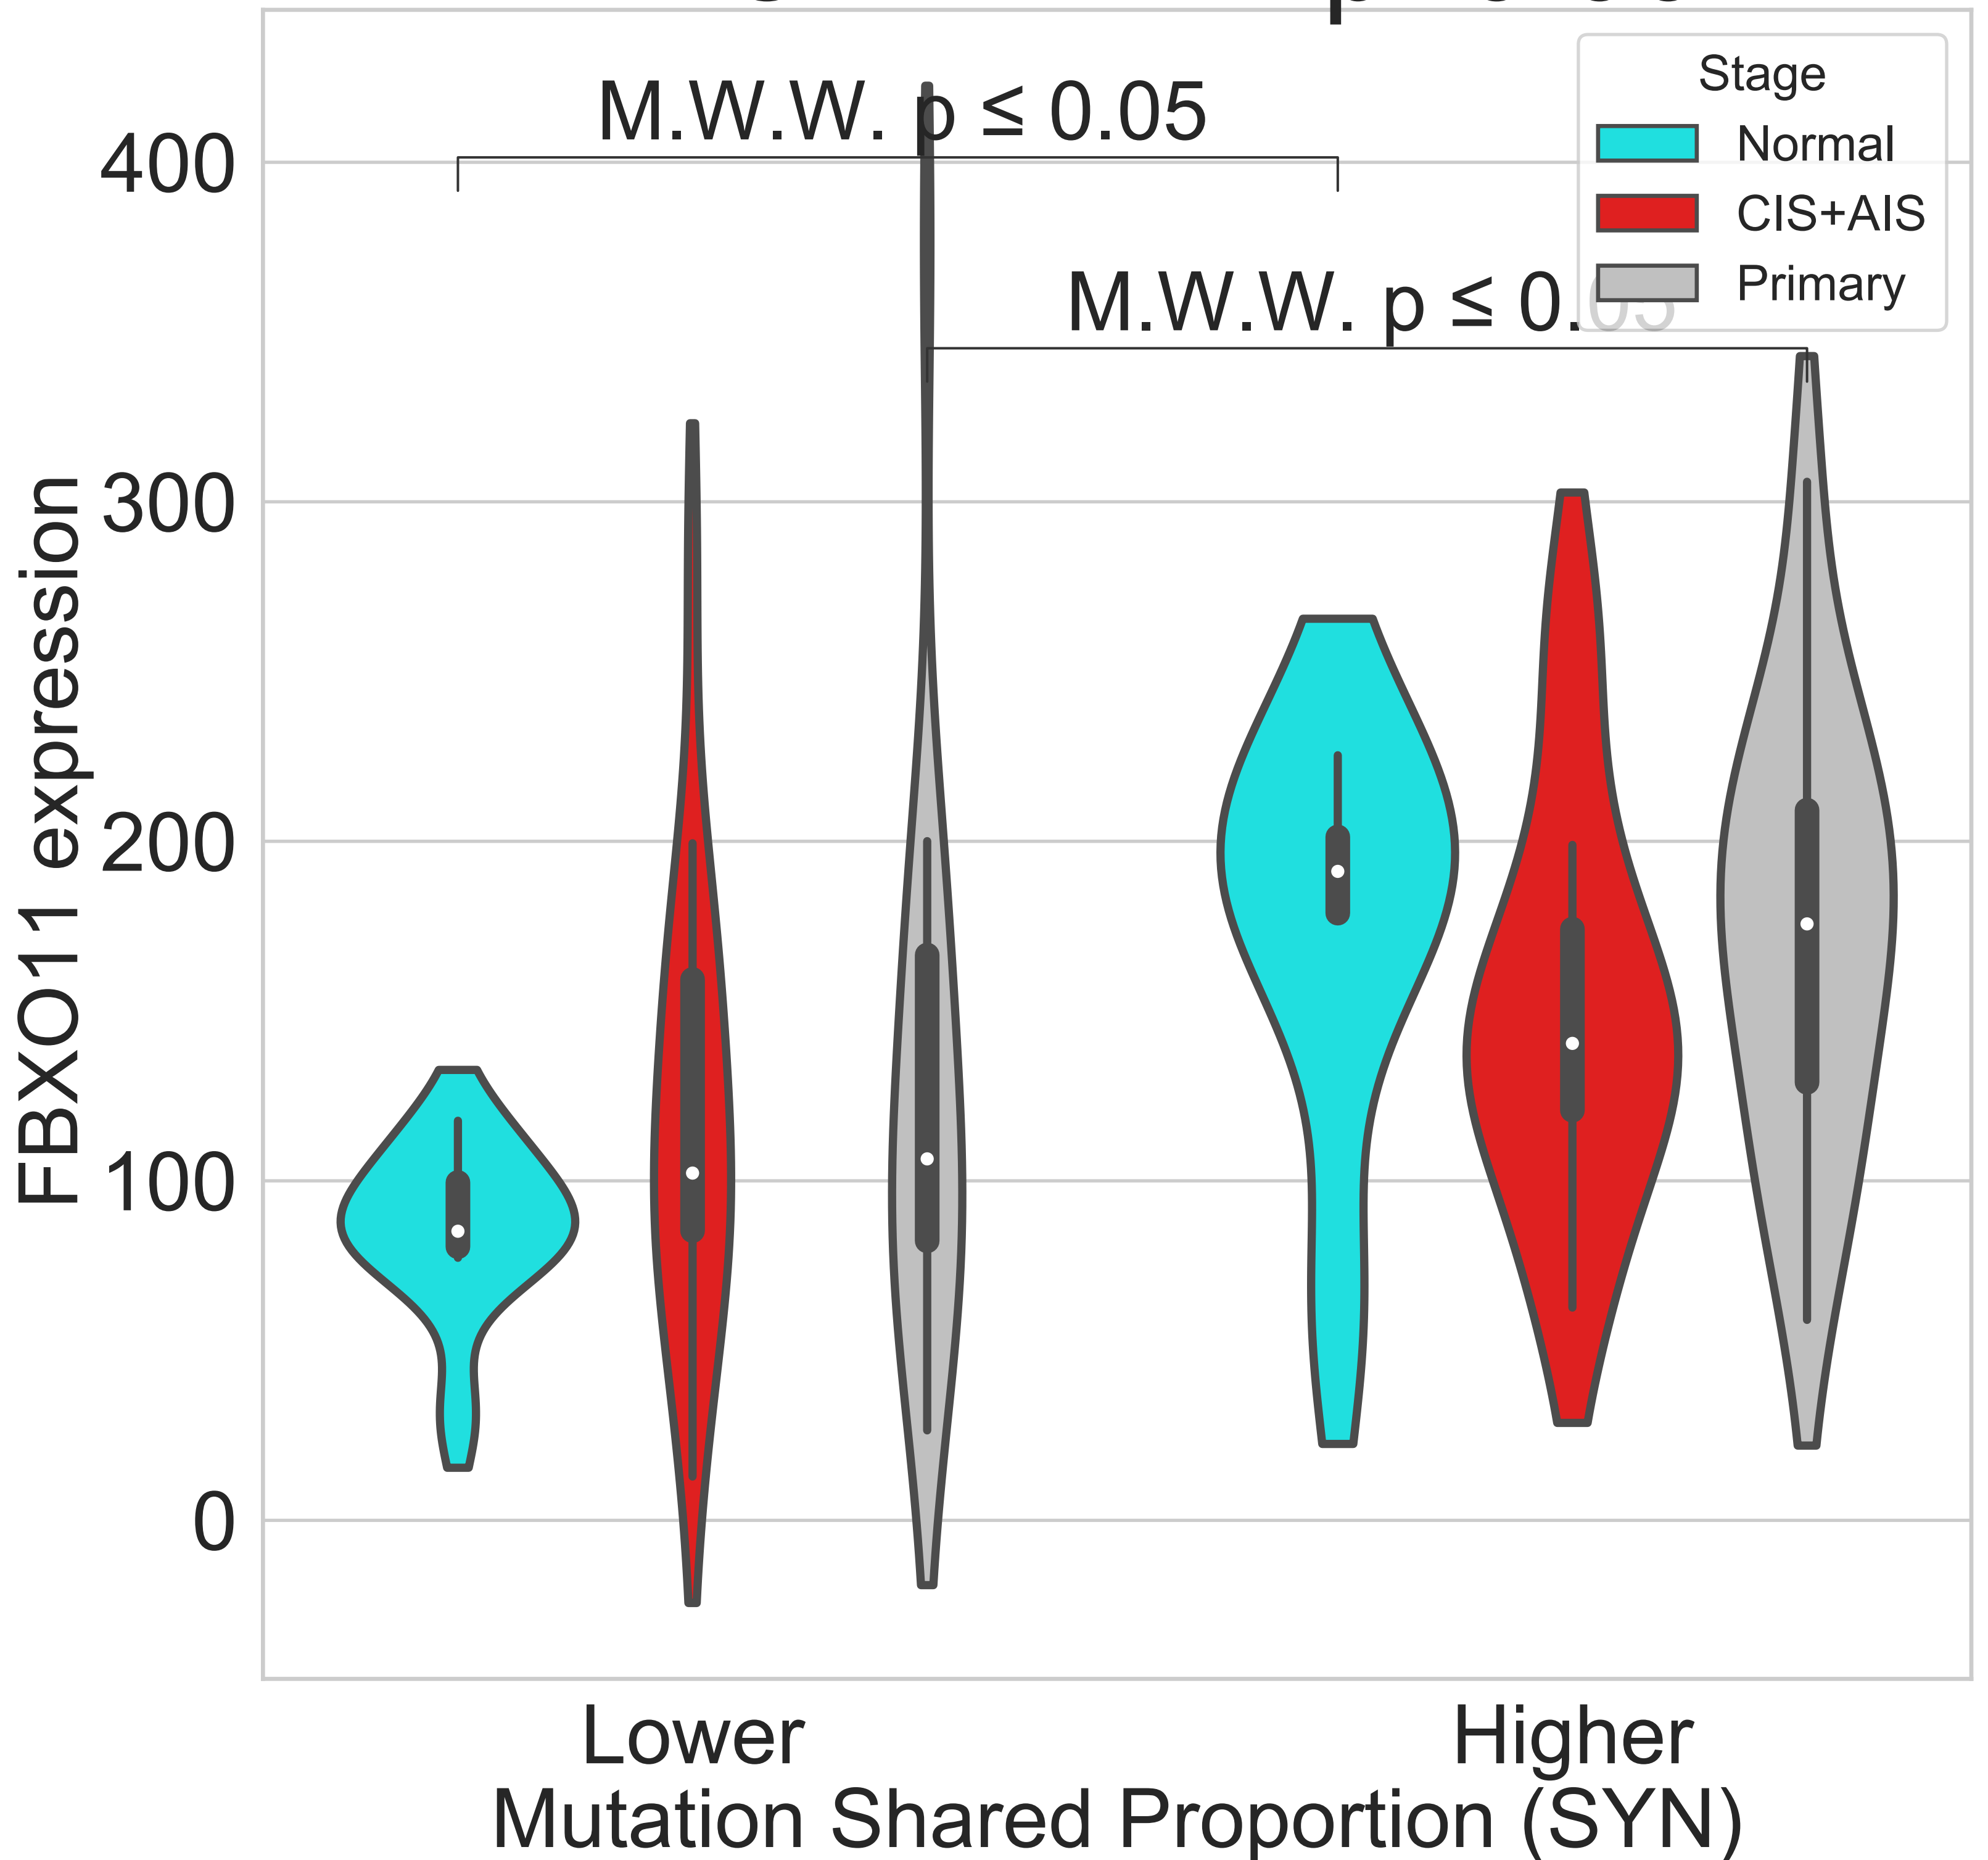 M.W.W. p ≤ 0.05
Stage
Normal
CIS+AIS
Primary
M.W.W. p ≤ 0.05
400
300
200
100
0
FBXO11 expression
Lower
Higher
Mutation Shared Proportion (SYN)